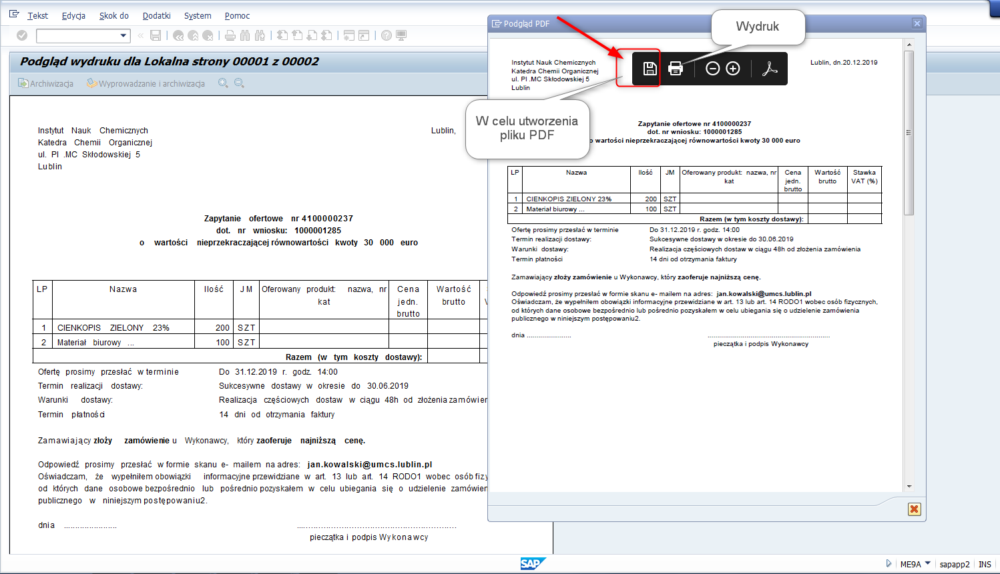 Tekst Edycja Skok do Dodatki System Pomoc
Podgląd wydruku dla Lokalna strony 00001 z 00002
Archiwizacja Wyprowadzanie i archiwizacja
Instytut Nauk Chemicznych
Katedra Chemii Organicznej
ul. Pl .MC Skłodowskiej 5
Lublin
Lublin,
Zapytanie ofertowe nr 4100000237
dot. nr wniosku: 1000001285
o wartości nieprzekraczającej równowartości kwoty 30 000 euro
LP Nazwa Ilość JM Oferowany produkt: nazwa, nr kat Cena jedn. brutto Wartość brutto
1 CIENKOPIS ZIELONY 23% 200 SZT
2 Materiał biurowy ... 100 SZT
Razem (w tym koszty dostawy):
Ofertę prosimy przesłać w terminie Do 31.12.2019 r. godz. 14:00
Termin realizacji dostawy: Sukcesywne dostawy w okresie do 30.06.2019
Warunki dostawy: Realizacja częściowych dostaw w ciągu 48h od złożenia zamówien
Termin płatności 14 dni od otrzymania faktury
Zamawiający złoży zamówienie u Wykonawcy, który zaoferuje najniższą cenę.
Odpowiedź prosimy przesłać w formie skanu e- mailem na adres: jan.kowalski@umcs.lublin.pl
Oświadczam, że wypełniłem obowiązki informacyjne przewidziane w art. 13 lub art. 14 RODO1 wobec osób fizy
od których dane osobowe bezpośrednio lub pośrednio pozyskałem w celu ubiegania się o udzielenie zamówien
publicznego w niniejszym postępowaniu2.
dnia ........................ ................................................................
pieczątka i podpis Wykonawcy
Podgląd PDF
Wydruk
W celu utworzenia
pliku PDF
Instytut Nauk Chemicznych
Katedra Chemii Organicznej
ul. Pl .MC Skłodowskiej 5
Lublin
Lublin, dn.20.12.2019
Zapytanie ofertowe nr 4100000237
dot. nr wniosku: 1000001285
o wartości nieprzekraczającej równowartości kwoty 30 000 euro
LP Nazwa Ilość JM Oferowany produkt: nazwa, nr kat Cena jedn. brutto Wartość brutto Stawka VAT (%)
1 CIENKOPIS ZIELONY 23% 200 SZT
2 Materiał biurowy ... 100 SZT
Razem (w tym koszty dostawy):
Ofertę prosimy przesłać w terminie Do 31.12.2019 r. godz. 14:00
Termin realizacji dostawy: Sukcesywne dostawy w okresie do 30.06.2019
Warunki dostawy: Realizacja częściowych dostaw w ciągu 48h od złożenia zamówienia
Termin płatności 14 dni od otrzymania faktury
Zamawiający złoży zamówienie u Wykonawcy, który zaoferuje najniższą cenę.
Odpowiedź prosimy przesłać w formie skanu e- mailem na adres: jan.kowalski@umcs.lublin.pl
Oświadczam, że wypełniłem obowiązki informacyjne przewidziane w art. 13 lub art. 14 RODO1 wobec osób fizycznych,
od których dane osobowe bezpośrednio lub pośrednio pozyskałem w celu ubiegania się o udzielenie zamówienia
publicznego w niniejszym postępowaniu2.
dnia ........................ ................................................................
pieczątka i podpis Wykonawcy
SAP ME9A sapapp2 INS